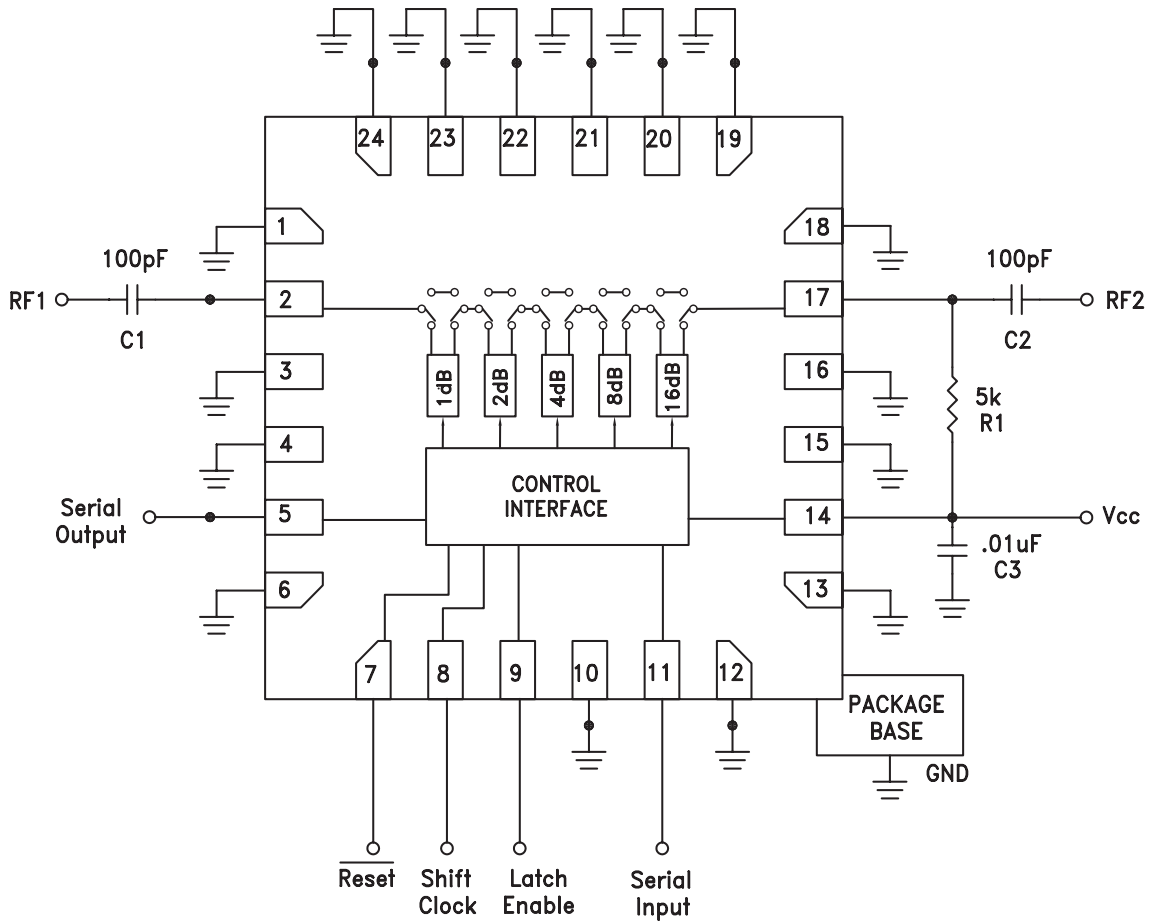 24
23
22
21
20
19
1
18
100pF
100pF
RF1
2
17
RF2
C1
C2
3
16
1dB
2dB
4dB
8dB
16dB
5k
R1
4
15
CONTROL
INTERFACE
Serial
Output
5
14
Vcc
.01uF
C3
6
13
7
8
9
10
11
12
PACKAGE
BASE
GND
Reset
Shift
Clock
Latch
Enable
Serial
Input